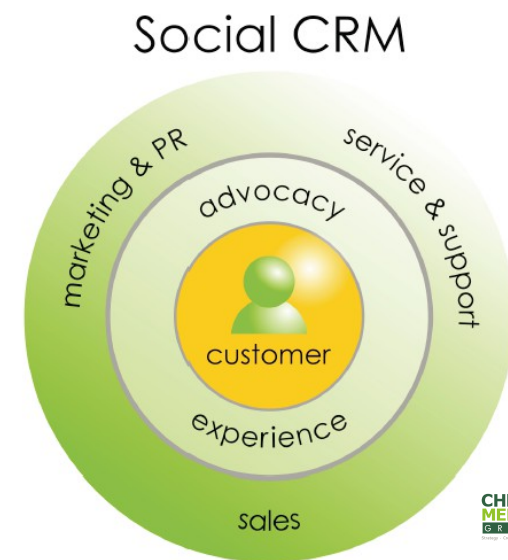 Social CRM
marketing & PR
service & support
advocacy
customer
experience
sales